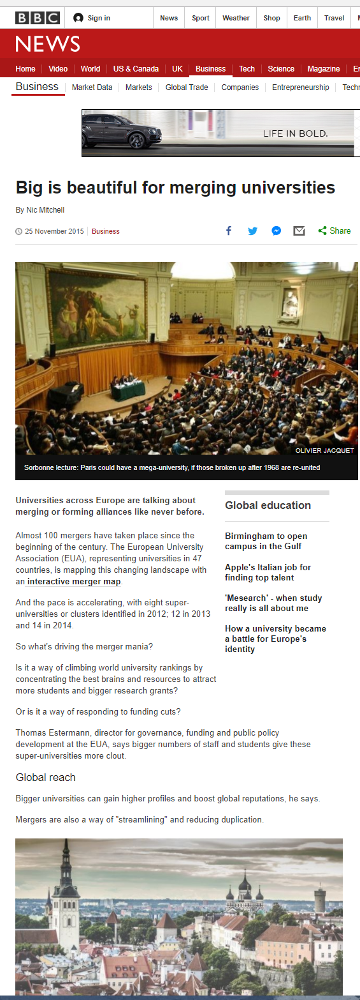 BBC Sign in News Sport Weather Shop Earth Travel
NEWS
Home Video World US & Canada UK Business Tech Science Magazine
Business Market Data Markets Global Trade Companies Entrepreneurship
LIFE IN BOLD.
Big is beautiful for merging universities
By Nic Mitchell
25 November 2015 Business Share
OLIVIER JACQUET
Sorbonne lecture: Paris could have a mega-university, if those broken up after 1968 are re-united
Universities across Europe are talking about
merging or forming alliances like never before.
Almost 100 mergers have taken place since the
beginning of the century. The European University
Association (EUA), representing universities in 47
countries, is mapping this changing landscape with
an interactive merger map.
And the pace is accelerating, with eight super-
universities or clusters identified in 2012; 12 in 2013
and 14 in 2014.
So what's driving the merger mania?
Is it a way of climbing world university rankings by
concentrating the best brains and resources to attract
more students and bigger research grants?
Or is it a way of responding to funding cuts?
Thomas Estermann, director for governance, funding and public policy
development at the EUA, says bigger numbers of staff and students give these
super-universities more clout.
Global reach
Bigger universities can gain higher profiles and boost global reputations, he says.
Mergers are also a way of "streamlining" and reducing duplication.
Global education
Birmingham to open
campus in the Gulf
Apple's Italian job for
finding top talent
'Mesearch' - when study
really is all about me
How a university became
a battle for Europe's
identity